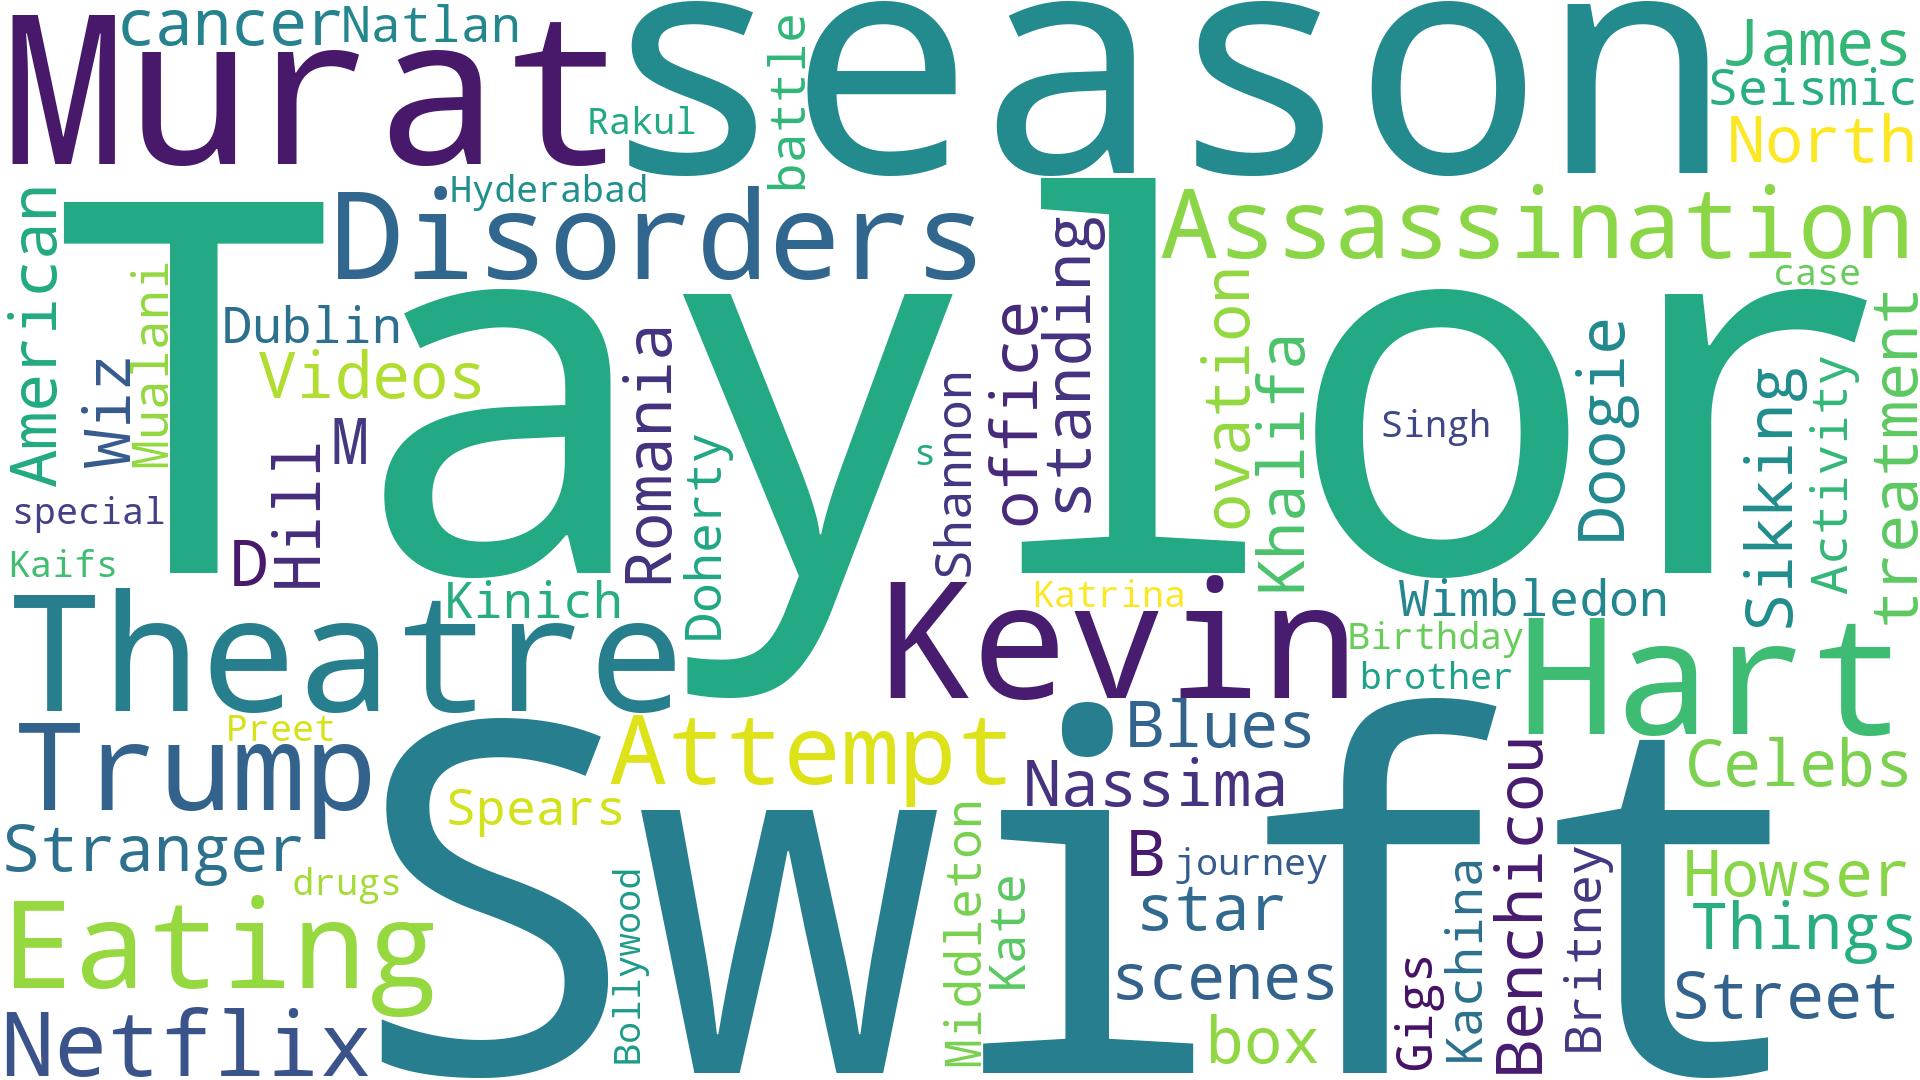 cancer Natlan
Murat season
James
Seismic
battle
Rakul
North
Hyderabad
Disorders
Assassination
American
standing
Taylor
case
Mualani
ovation
Dublin
treatment
office
Doogie
Romania
Videos
Khalifa
Wiz
Activity
Sikking
Shannon
M
Singh
Doherty
s
Hill
special
D
Kaifs
Kinich
Katrina
Wimbledon
Theatre
Kevin
Birthday
Hart
brother
Preet
Trump
Attempt
Blues
Swift
Celebs
Benchicou
Nassima
Spears
Stranger
Middleton
B
journey
Britney
Howser
drugs
Kachina
Bollywood
Kate
star
Things
Eating
scenes
Gigs
Street
Netflix
box